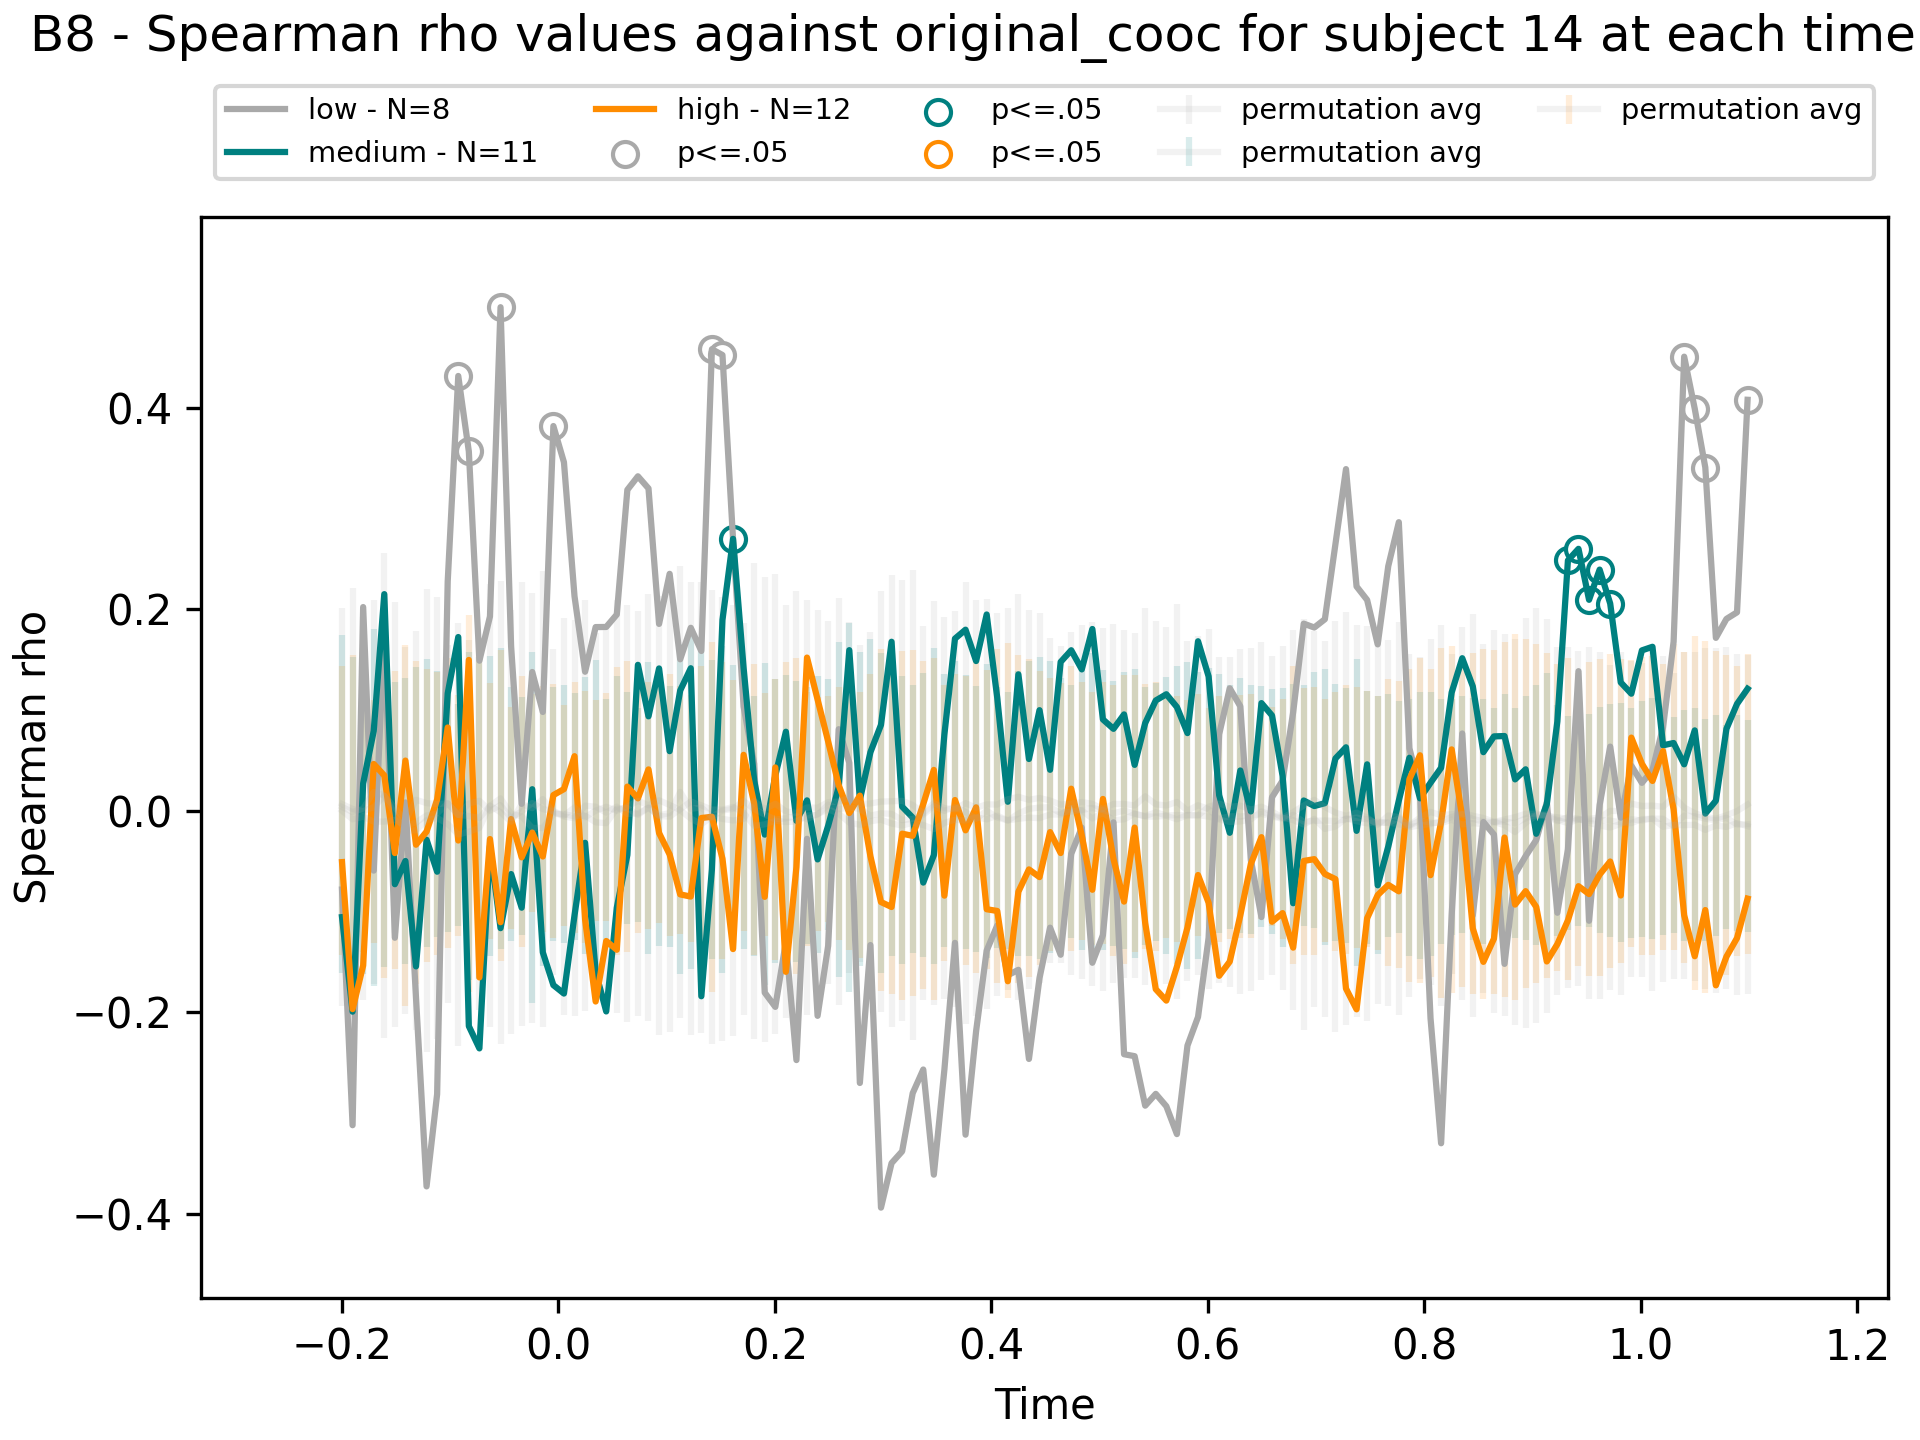 B8 - Spearman rho values against original_cooc for subject 14 at each time
low - N=8 high - N=12 p<=.05 permutation avg permutation avg
medium - N=11 p<=.05 p<=.05 permutation avg
Spearman rho
0.4
0.2
0.0
−0.2
−0.4
−0.2 0.0 0.2 0.4 0.6 0.8 1.0 1.2
Time